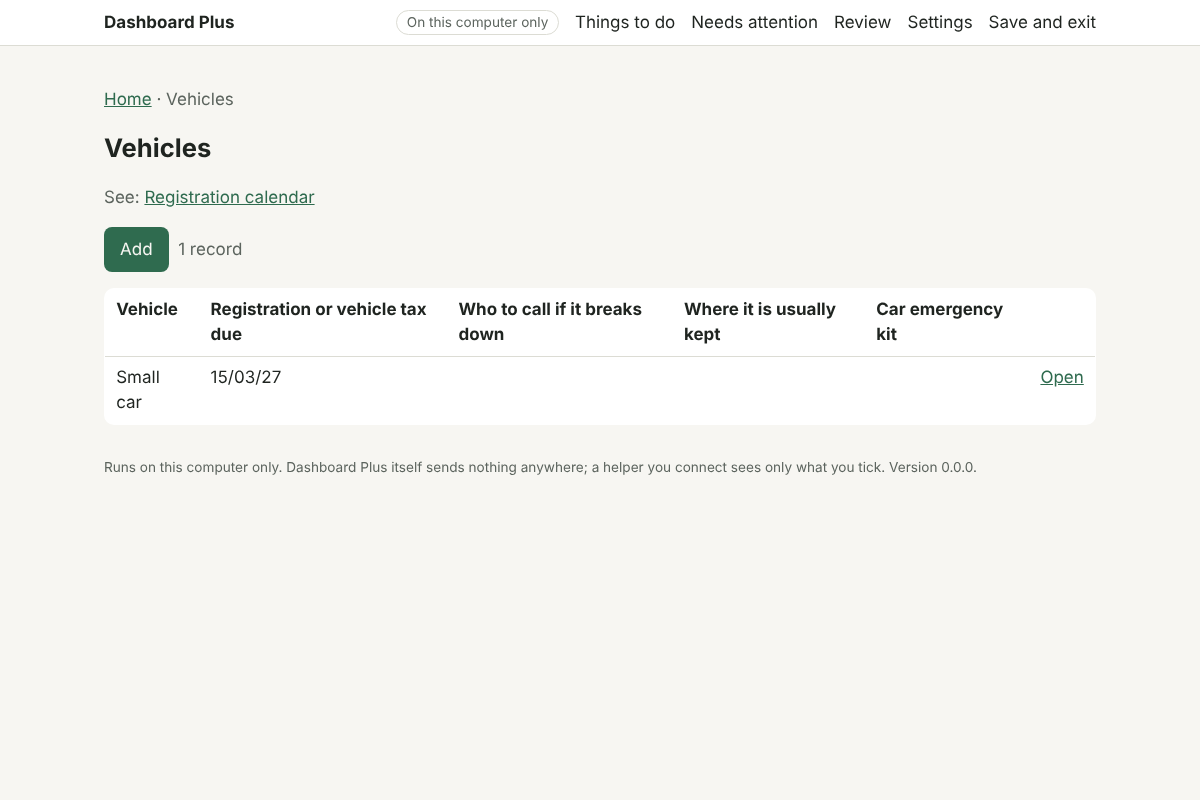 Dashboard Plus
On this computer only
Things to do
Needs attention
Review
Settings
Save and exit
Home · Vehicles
Vehicles
See: Registration calendar
Add
1 record
Vehicle
Registration or vehicle tax due
Who to call if it breaks down
Where it is usually kept
Car emergency kit
Small car
15/03/27
Open
Runs on this computer only. Dashboard Plus itself sends nothing anywhere; a helper you connect sees only what you tick. Version 0.0.0.